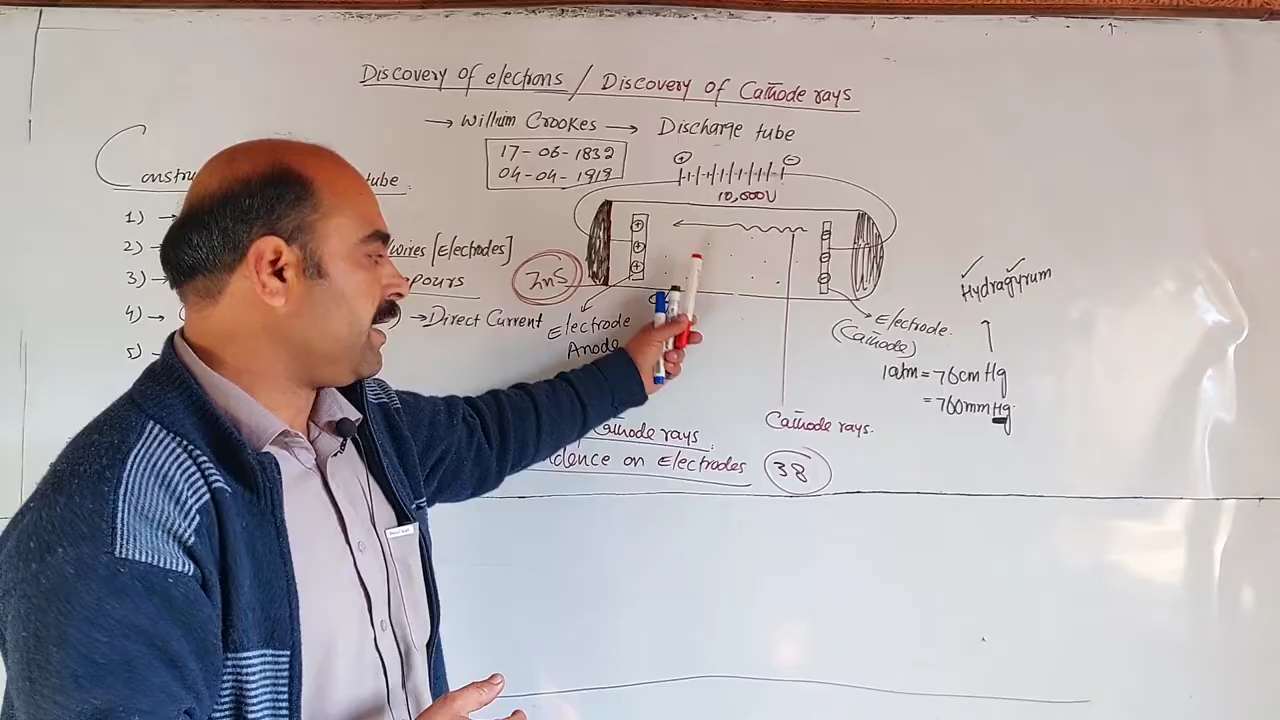 Discovery of electrons / Discovery of Cathode rays
→ Willium Crookes → Discharge tube
17-06-1832
04-04-1919
Constru tube.
1) →
2) → wires [Electrodes]
3) → pours
4) → → Direct Current
5) →
+ -
10,000V
+
+
+
ZnS
Electrode
Anode
Electrode.
(Cathode)
Cathode rays.
Hydragyrum
1atm = 76cm Hg
= 760mm Hg.
Cathode rays.
dence on Electrodes 38